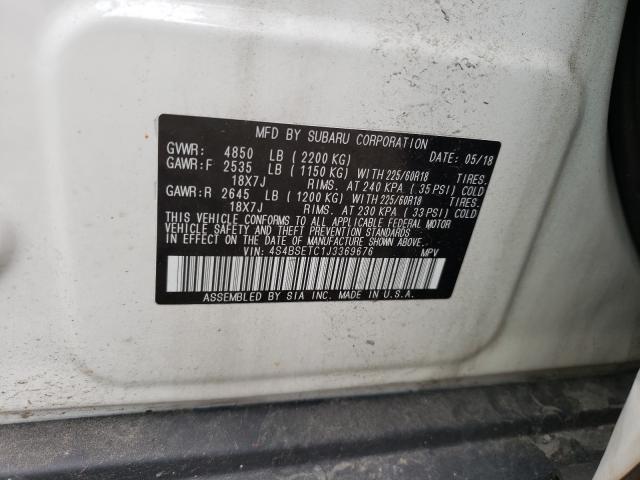 MFD BY SUBARU CORPORATION
GVWR: 4850 LB (2200 KG) DATE: 05/18
GAWR:F 2535 LB (1150 KG) WITH 225/60R18 TIRES,
18X7J RIMS, AT 240 KPA (35 PSI) COLD
GAWR:R 2645 LB (1200 KG) WITH 225/60R18 TIRES,
18X7J RIMS, AT 230 KPA (33 PSI) COLD
THIS VEHICLE CONFORMS TO ALL APPLICABLE FEDERAL MOTOR
VEHICLE SAFETY AND THEFT PREVENTION STANDARDS
IN EFFECT ON THE DATE OF MANUFACTURE SHOWN ABOVE.
VIN: 4S4BSETC1J3369676 MPV
ASSEMBLED BY SIA INC. MADE IN U.S.A.